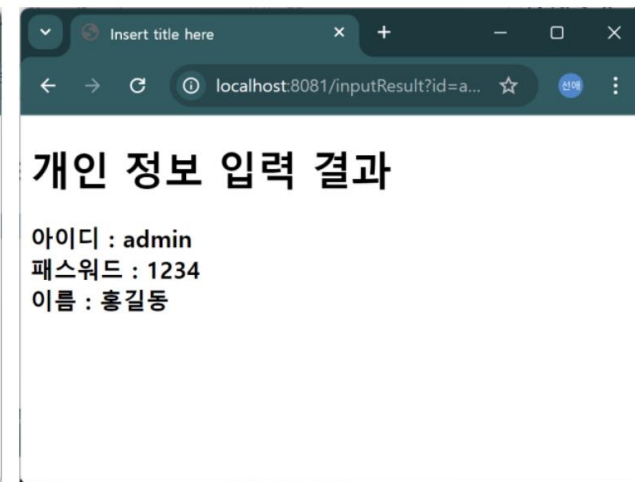 Insert title here
localhost:8081/inputResult?id=a...
선애
개인 정보 입력 결과
아이디 : admin
패스워드 : 1234
이름 : 홍길동